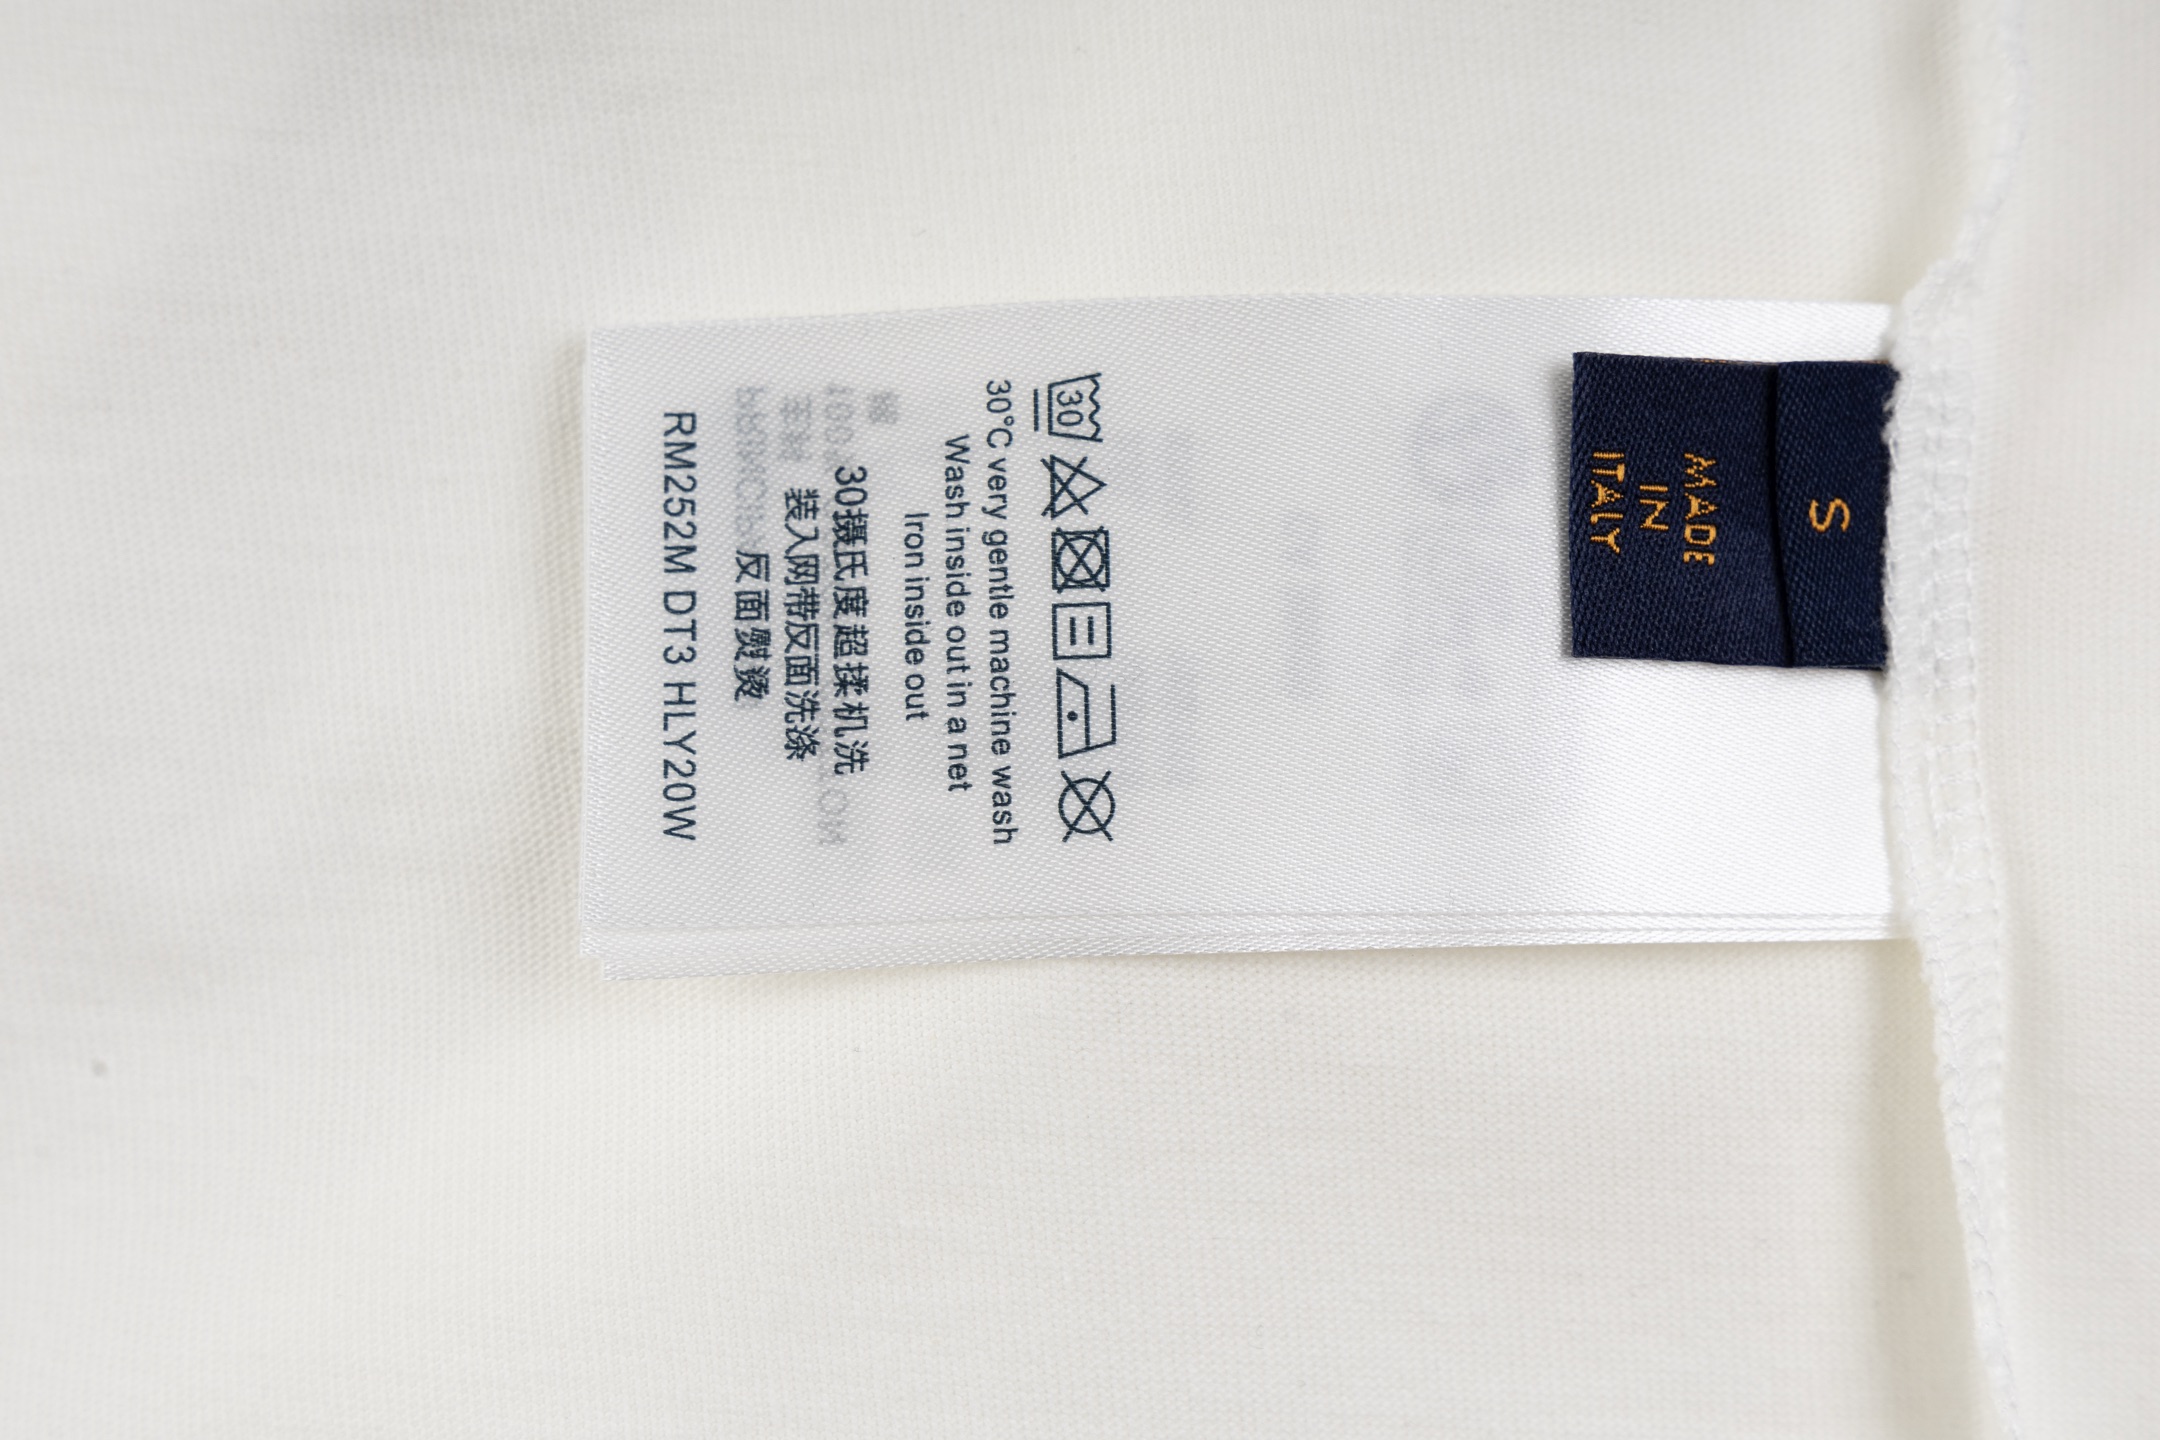 S
MADE
IN
ITALY
30
30°C very gentle machine wash
Wash inside out in a net
Iron inside out
30摄氏度超揉机洗
装入网带反面洗涤
反面熨烫
RM252M DT3 HLY20W